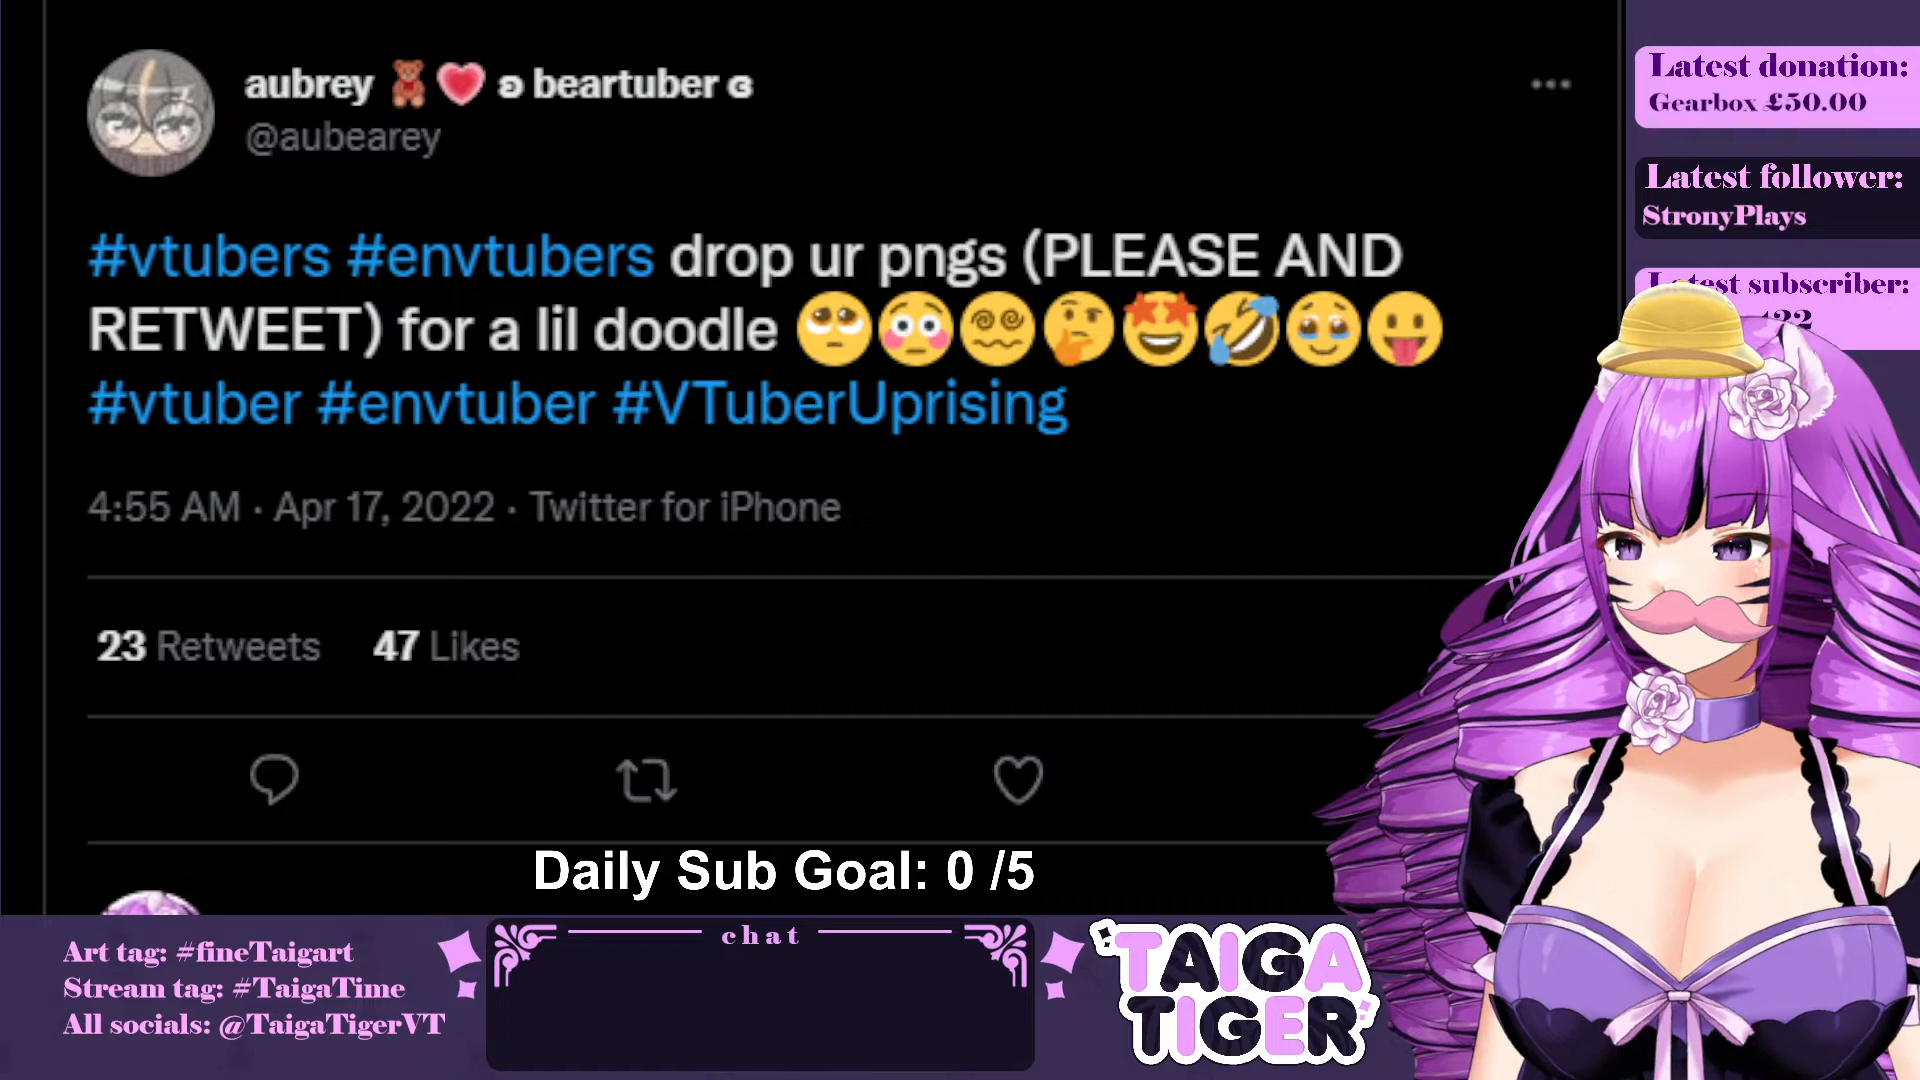 aubrey 🧸💗 ʚ beartuber ɞ
@aubearey
#vtubers #envtubers drop ur pngs (PLEASE AND
RETWEET) for a lil doodle 🥺😳😵‍💫🤔🤩🤣🥹😛
#vtuber #envtuber #VTuberUprising
4:55 AM · Apr 17, 2022 · Twitter for iPhone
23 Retweets 47 Likes
Daily Sub Goal: 0 /5
Latest donation:
Gearbox £50.00
Latest follower:
StronyPlays
Latest subscriber:
Art tag: #fineTaigart
Stream tag: #TaigaTime
All socials: @TaigaTigerVT
chat
TAIGA
TIGER